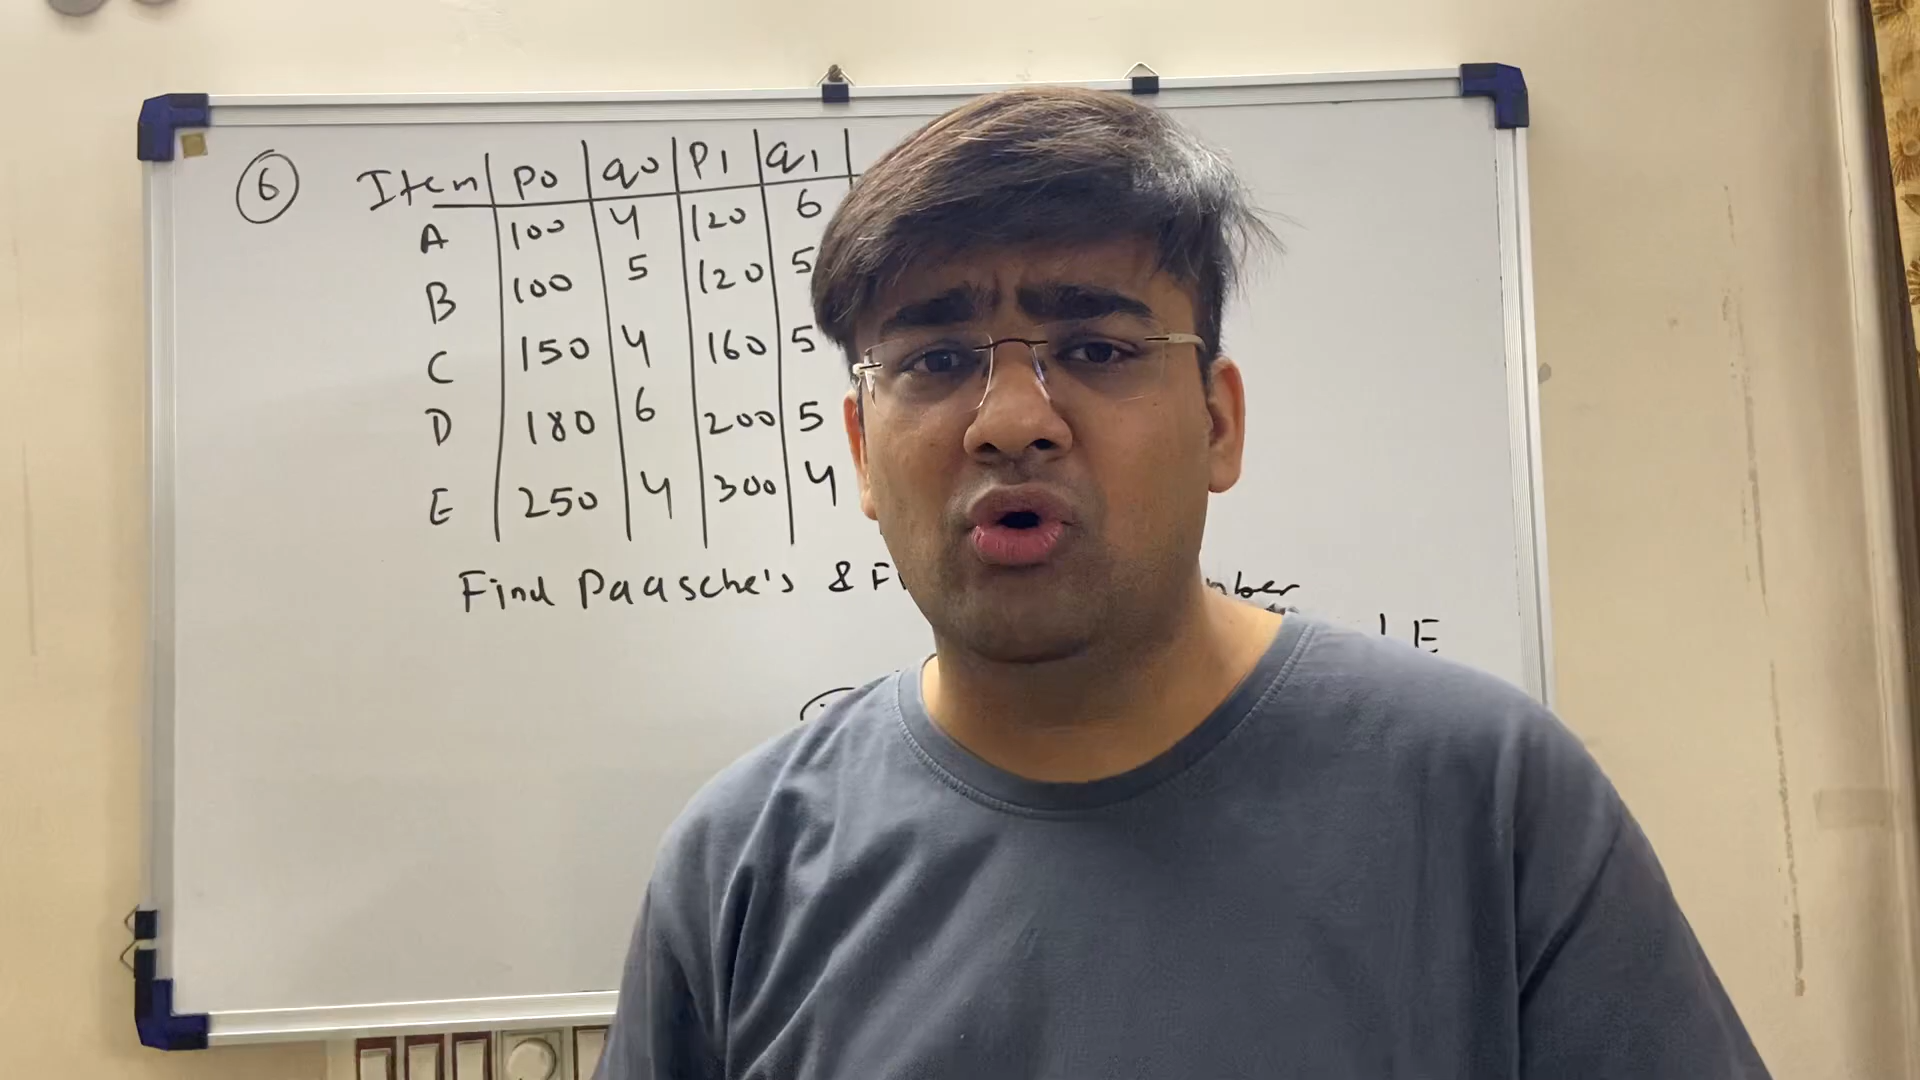 6 Item P0 q0 P1 q1
A 100 4 120 6
B 100 5 120 5
C 150 4 160 5
D 180 6 200 5
E 250 4 300 4
Find Paasche's &